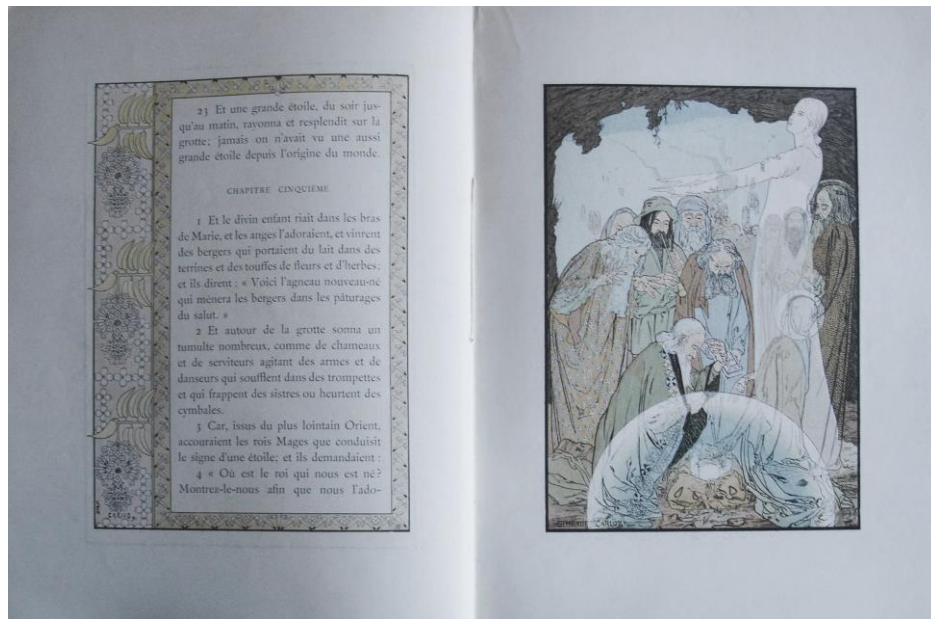 23 Et une grande étoile, du soir jus-
qu'au matin, rayonna et resplendit sur la
grotte; jamais on n'avait vu une aussi
grande étoile depuis l'origine du monde.
CHAPITRE CINQUIÈME
1 Et le divin enfant riait dans les bras
de Marie, et les anges l'adoraient, et vinrent
des bergers qui portaient du lait dans des
terrines et des touffes de fleurs et d'herbes;
et ils dirent : « Voici l'agneau nouveau-né
qui mènera les bergers dans les pâturages
du salut. »
2 Et autour de la grotte sonna un
tumulte nombreux, comme de chameaux
et de serviteurs agitant des armes et de
danseurs qui soufflent dans des trompettes
et qui frappent des sistres ou heurtent des
cymbales.
3 Car, issus du plus lointain Orient,
accouraient les rois Mages que conduisit
le signe d'une étoile; et ils demandaient :
4 « Où est le roi qui nous est né?
Montrez-le-nous afin que nous l'ado-
CARLOZ
CARLOZ